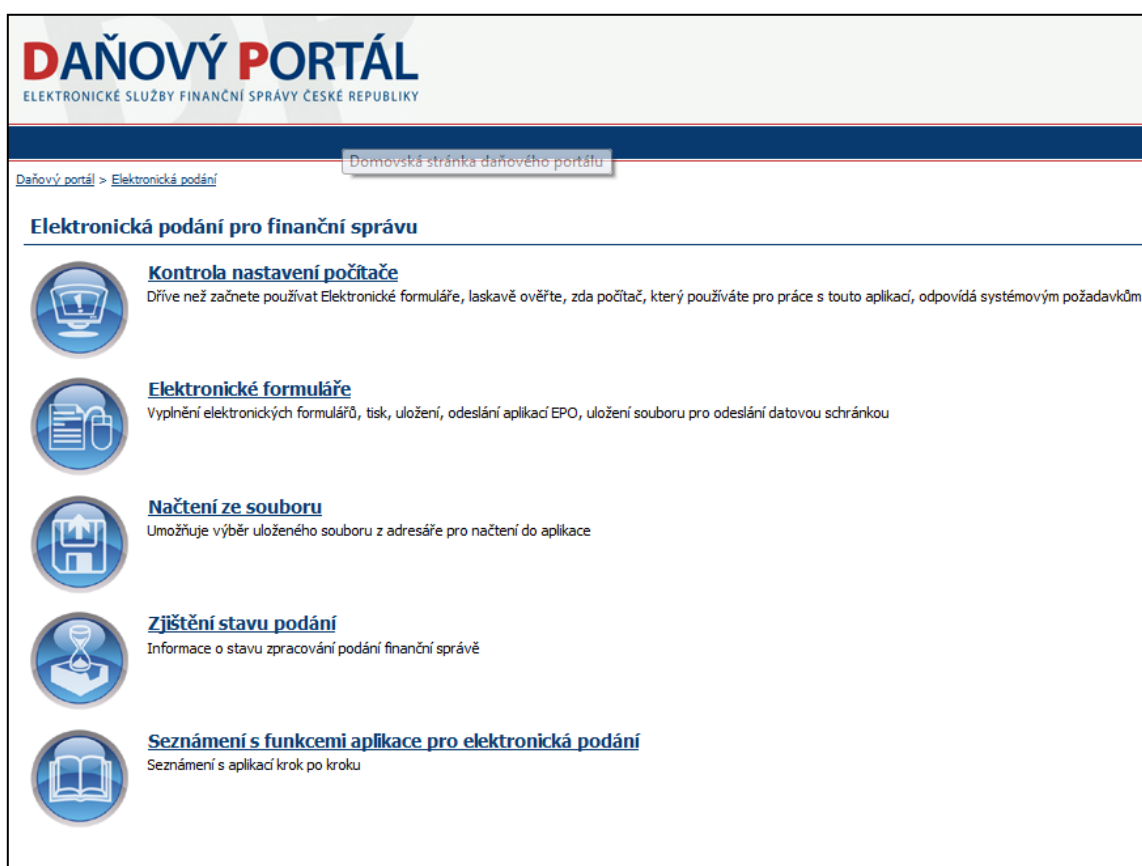 DAŇOVÝ PORTÁL
ELEKTRONICKÉ SLUŽBY FINANČNÍ SPRÁVY ČESKÉ REPUBLIKY
Domovská stránka daňového portálu
Daňový portál > Elektronická podání
Elektronická podání pro finanční správu
Kontrola nastavení počítače
Dříve než začnete používat Elektronické formuláře, laskavě ověřte, zda počítač, který používáte pro práce s touto aplikací, odpovídá systémovým požadavkům
Elektronické formuláře
Vyplnění elektronických formulářů, tisk, uložení, odeslání aplikací EPO, uložení souboru pro odeslání datovou schránkou
Načtení ze souboru
Umožňuje výběr uloženého souboru z adresáře pro načtení do aplikace
Zjištění stavu podání
Informace o stavu zpracování podání finanční správě
Seznámení s funkcemi aplikace pro elektronická podání
Seznámení s aplikací krok po kroku